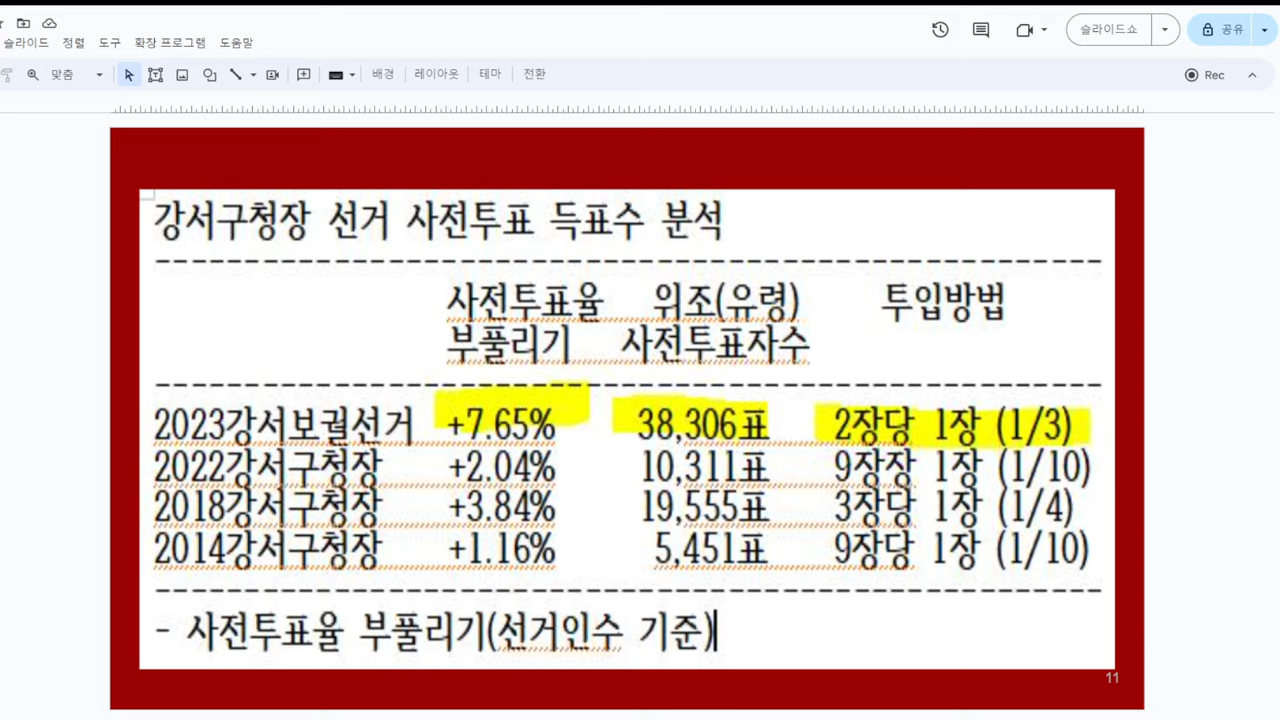 슬라이드 정렬 도구 확장 프로그램 도움말
슬라이드쇼 공유
맞춤 배경 레이아웃 테마 전환 Rec
강서구청장 선거 사전투표 득표수 분석
사전투표율 위조(유령) 투입방법
부풀리기 사전투표자수
2023강서보궐선거 +7.65% 38,306표 2장당 1장 (1/3)
2022강서구청장 +2.04% 10,311표 9장장 1장 (1/10)
2018강서구청장 +3.84% 19,555표 3장당 1장 (1/4)
2014강서구청장 +1.16% 5,451표 9장당 1장 (1/10)
- 사전투표율 부풀리기(선거인수 기준)
11